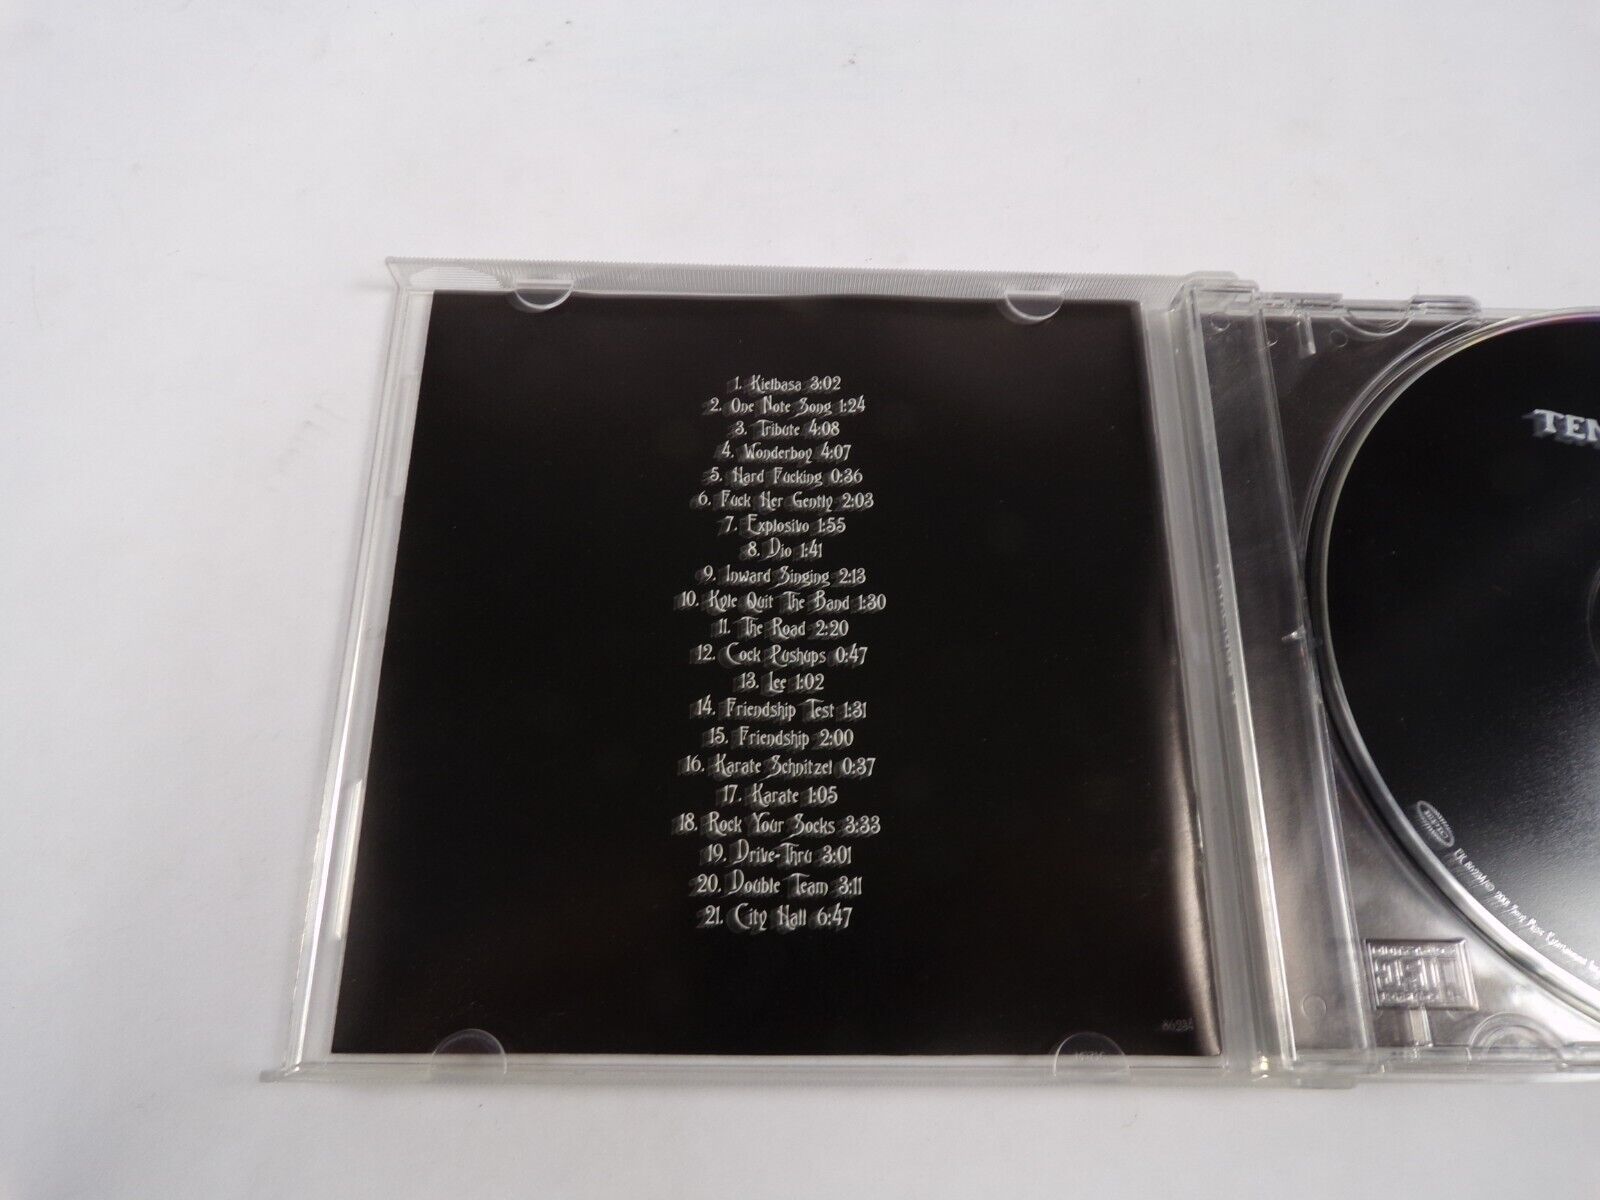 1. Kielbasa 3:02
2. One Note Song 1:24
3. Tribute 4:08
4. Wonderboy 4:07
5. Hard Fucking 0:36
6. Fuck Her Gently 2:03
7. Explosivo 1:55
8. Dio 1:41
9. Inward Singing 2:13
10. Kyle Quit The Band 1:30
11. The Road 2:20
12. Cock Pushups 0:47
13. Lee 1:02
14. Friendship Test 1:31
15. Friendship 2:00
16. Karate Schnitzel 0:37
17. Karate 1:05
18. Rock Your Socks 3:33
19. Drive-Thru 3:01
20. Double Team 3:11
21. City Hall 6:47
86234
TEN
EK 86234/© 2001